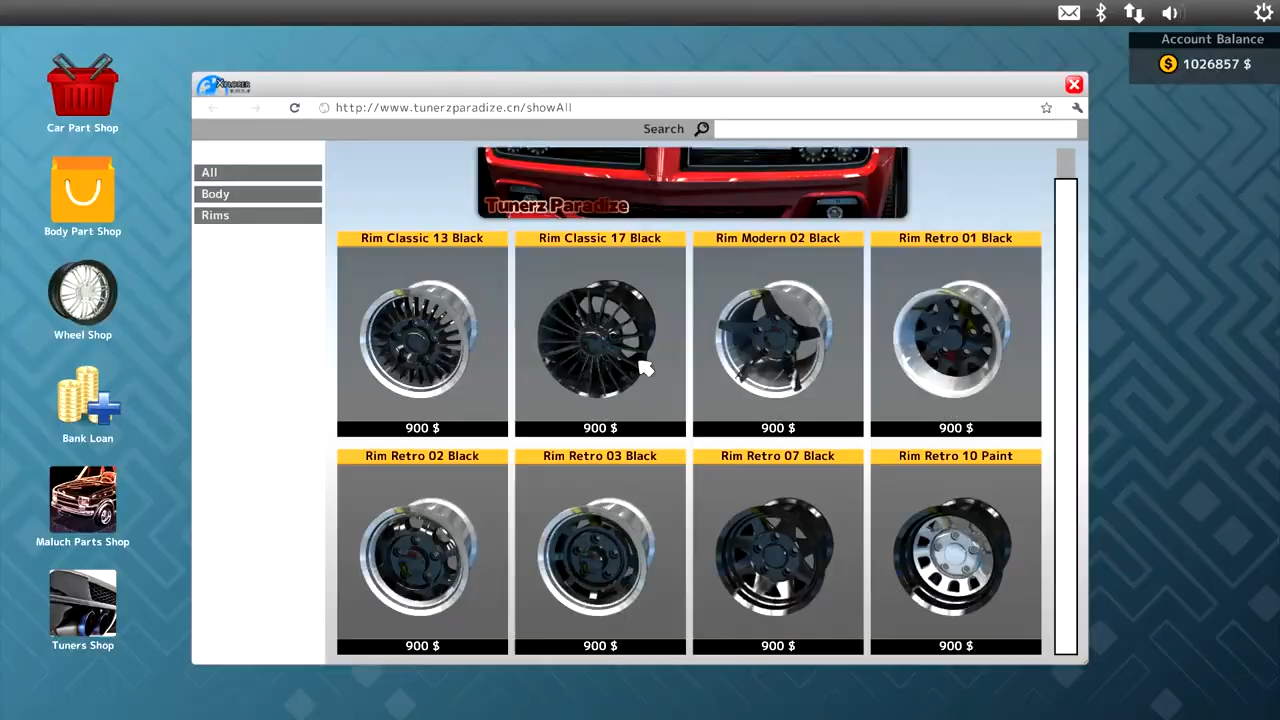 Account Balance
$ 1026857 $
XPLORER
http://www.tunerzparadize.cn/showAll
Search
Car Part Shop
Body Part Shop
Wheel Shop
Bank Loan
Maluch Parts Shop
Tuners Shop
All
Body
Rims
Tunerz Paradize
Rim Classic 13 Black
Rim Classic 17 Black
Rim Modern 02 Black
Rim Retro 01 Black
900 $
900 $
900 $
900 $
Rim Retro 02 Black
Rim Retro 03 Black
Rim Retro 07 Black
Rim Retro 10 Paint
900 $
900 $
900 $
900 $